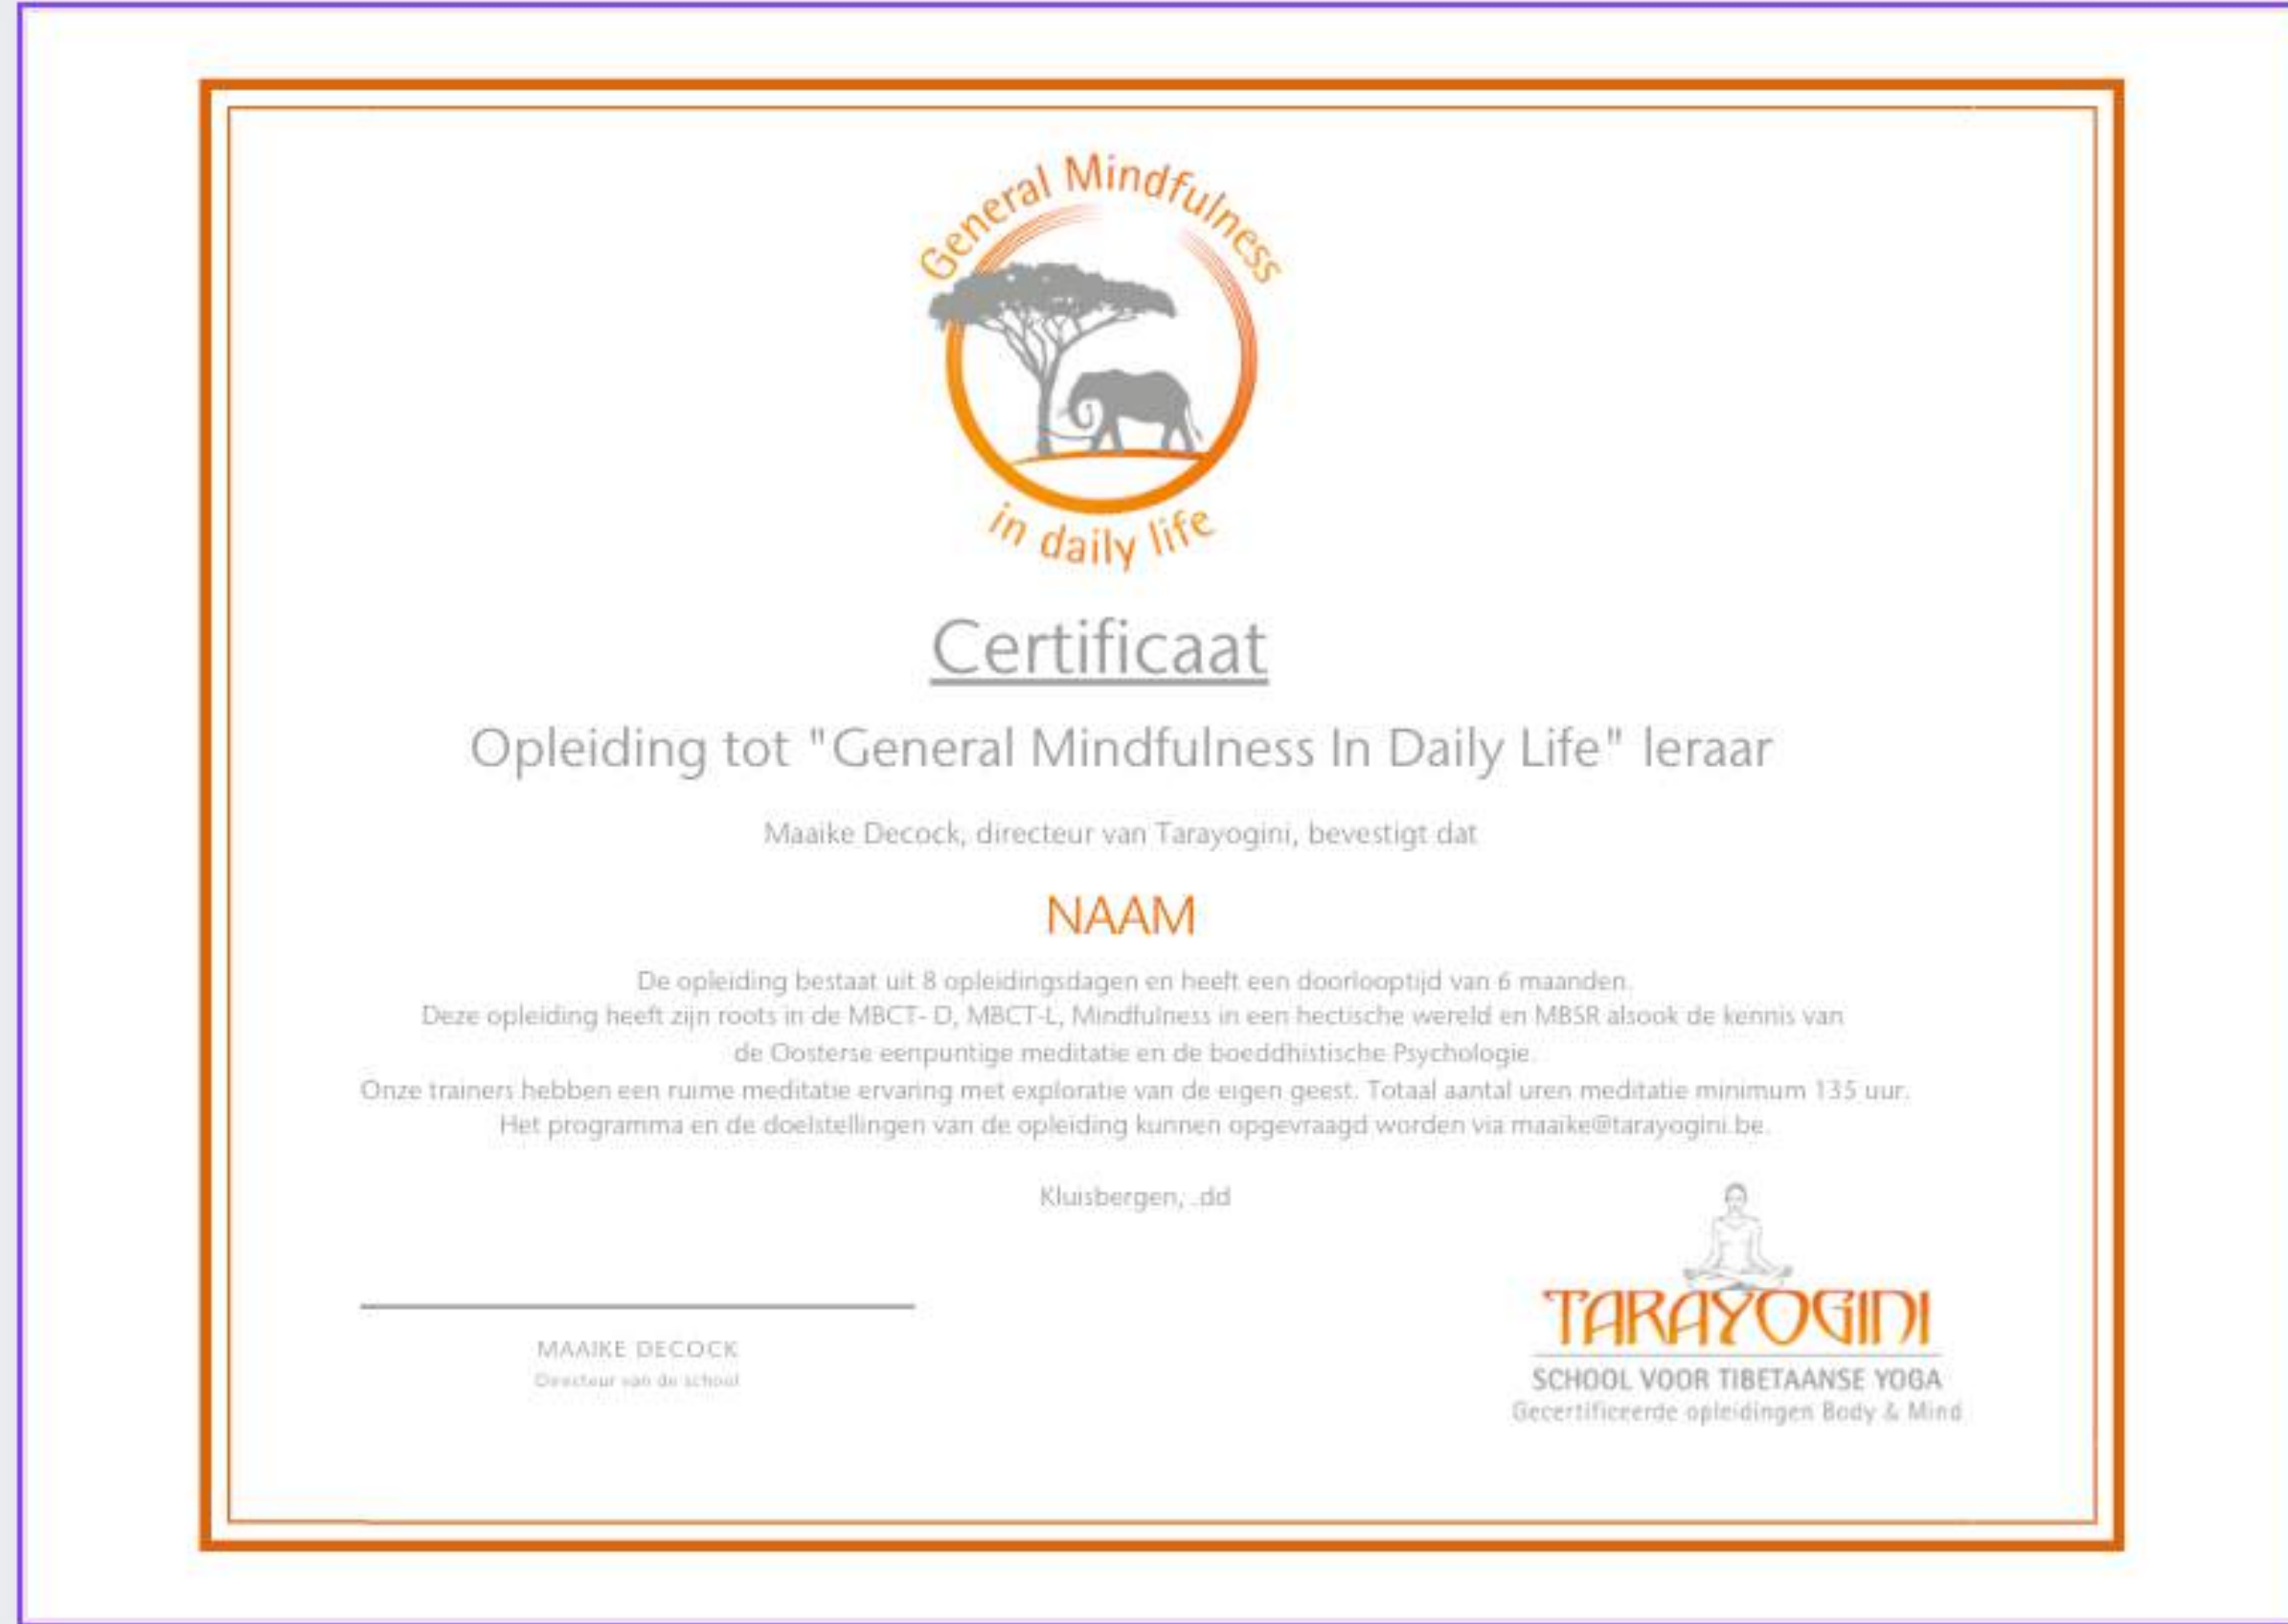 General Mindfulness
in daily life
Certificaat
Opleiding tot "General Mindfulness In Daily Life" leraar
Maaike Decock, directeur van Tarayogini, bevestigt dat
NAAM
De opleiding bestaat uit 8 opleidingsdagen en heeft een doorlooptijd van 6 maanden.
Deze opleiding heeft zijn roots in de MBCT- D, MBCT-L, Mindfulness in een hectische wereld en MBSR alsook de kennis van
de Oosterse eenpuntige meditatie en de boeddhistische Psychologie.
Onze trainers hebben een ruime meditatie ervaring met exploratie van de eigen geest. Totaal aantal uren meditatie minimum 135 uur.
Het programma en de doelstellingen van de opleiding kunnen opgevraagd worden via maaike@tarayogini.be.
Kluisbergen, .dd
MAAIKE DECOCK
Directeur van de school
TARAYOGINI
SCHOOL VOOR TIBETAANSE YOGA
Gecertificeerde opleidingen Body & Mind